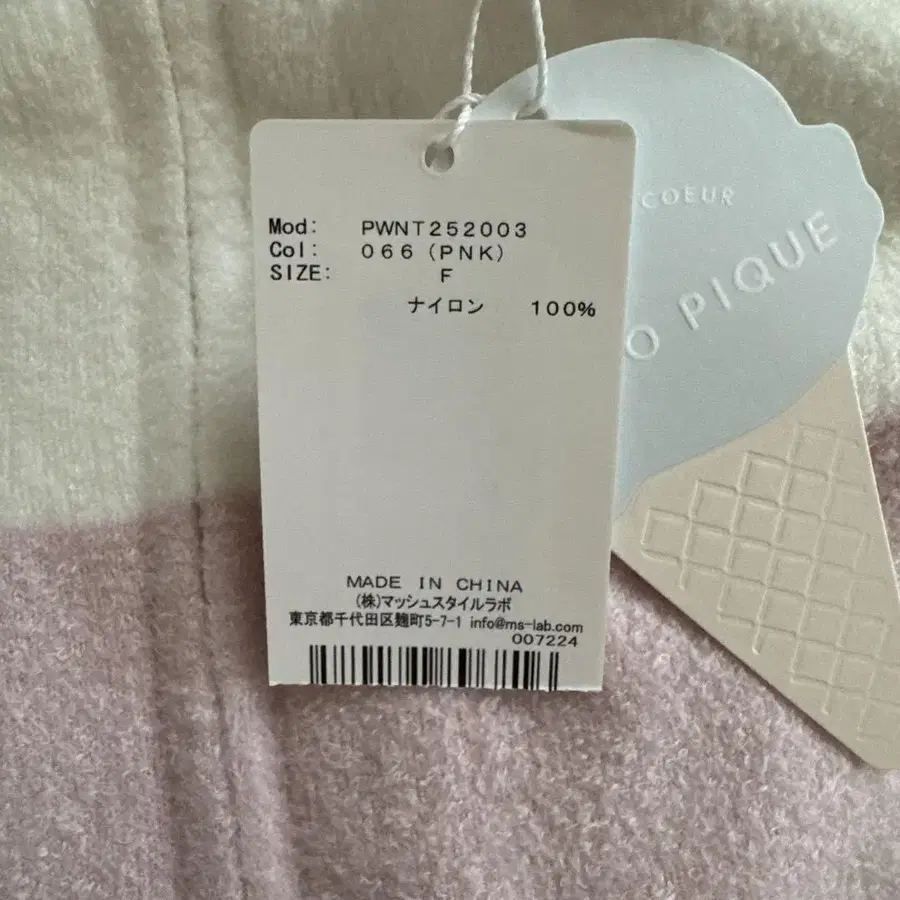 Mod: PWNT252003
Col: 066 (PNK)
SIZE: F
ナイロン 100%
MADE IN CHINA
(株)マッシュスタイルラボ
東京都千代田区麹町5-7-1 info@ms-lab.com
007224
COEUR
O PIQUE